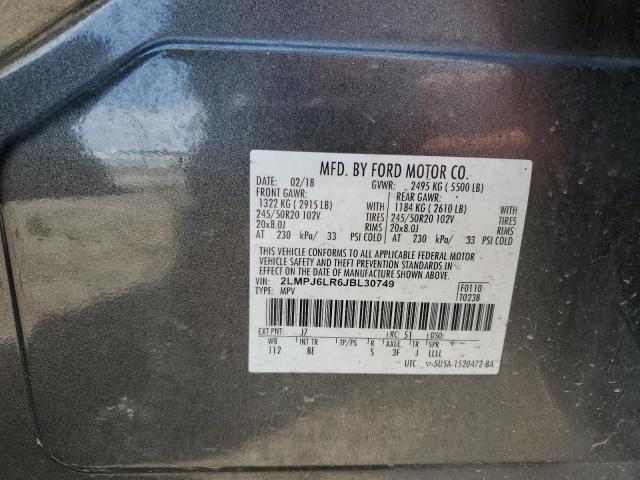 MFD. BY FORD MOTOR CO.
DATE: 02/18 GVWR: 2495 KG ( 5500 LB)
FRONT GAWR: REAR GAWR:
1322 KG ( 2915 LB) WITH 1184 KG ( 2610 LB) WITH
245/50R20 102V TIRES 245/50R20 102V TIRES
20x8.0J RIMS 20x8.0J RIMS
AT 230 kPa/ 33 PSI COLD AT 230 kPa/ 33 PSI COLD
THIS VEHICLE CONFORMS TO ALL APPLICABLE FEDERAL MOTOR
VEHICLE SAFETY AND THEFT PREVENTION STANDARDS IN
EFFECT ON THE DATE OF MANUFACTURE SHOWN ABOVE.
VIN: 2LMPJ6LR6JBL30749 F0110
TYPE: MPV T0238
EXT PNT: J7 RC: 51 DSO:
WB INT TR TP/PS R AXLE TR SPR
112 BE S 3F J LLLL
UTC ▽-5U5A-1520472-BA